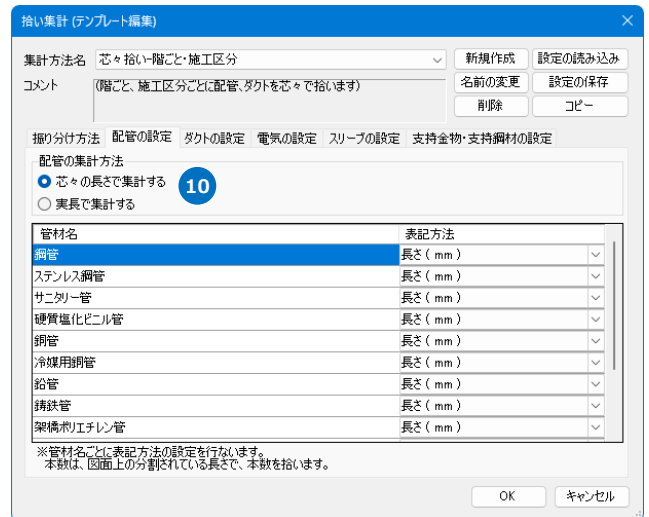 拾い集計 (テンプレート編集)
集計方法名 芯々拾い-階ごと・施工区分 新規作成 設定の読み込み
コメント (階ごと、施工区分ごとに配管、ダクトを芯々で拾います) 名前の変更 設定の保存
削除 コピー
振り分け方法 配管の設定 ダクトの設定 電気の設定 スリーブの設定 支持金物・支持鋼材の設定
配管の集計方法
芯々の長さで集計する 10
実長で集計する
管材名 表記方法
鋼管 長さ ( mm )
ステンレス鋼管 長さ ( mm )
サニタリー管 長さ ( mm )
硬質塩化ビニル管 長さ ( mm )
銅管 長さ ( mm )
冷媒用銅管 長さ ( mm )
鉛管 長さ ( mm )
鋳鉄管 長さ ( mm )
架橋ポリエチレン管 長さ ( mm )
※管材名ごとに表記方法の設定を行ないます。
本数は、図面上の分割されている長さで、本数を拾います。
OK キャンセル